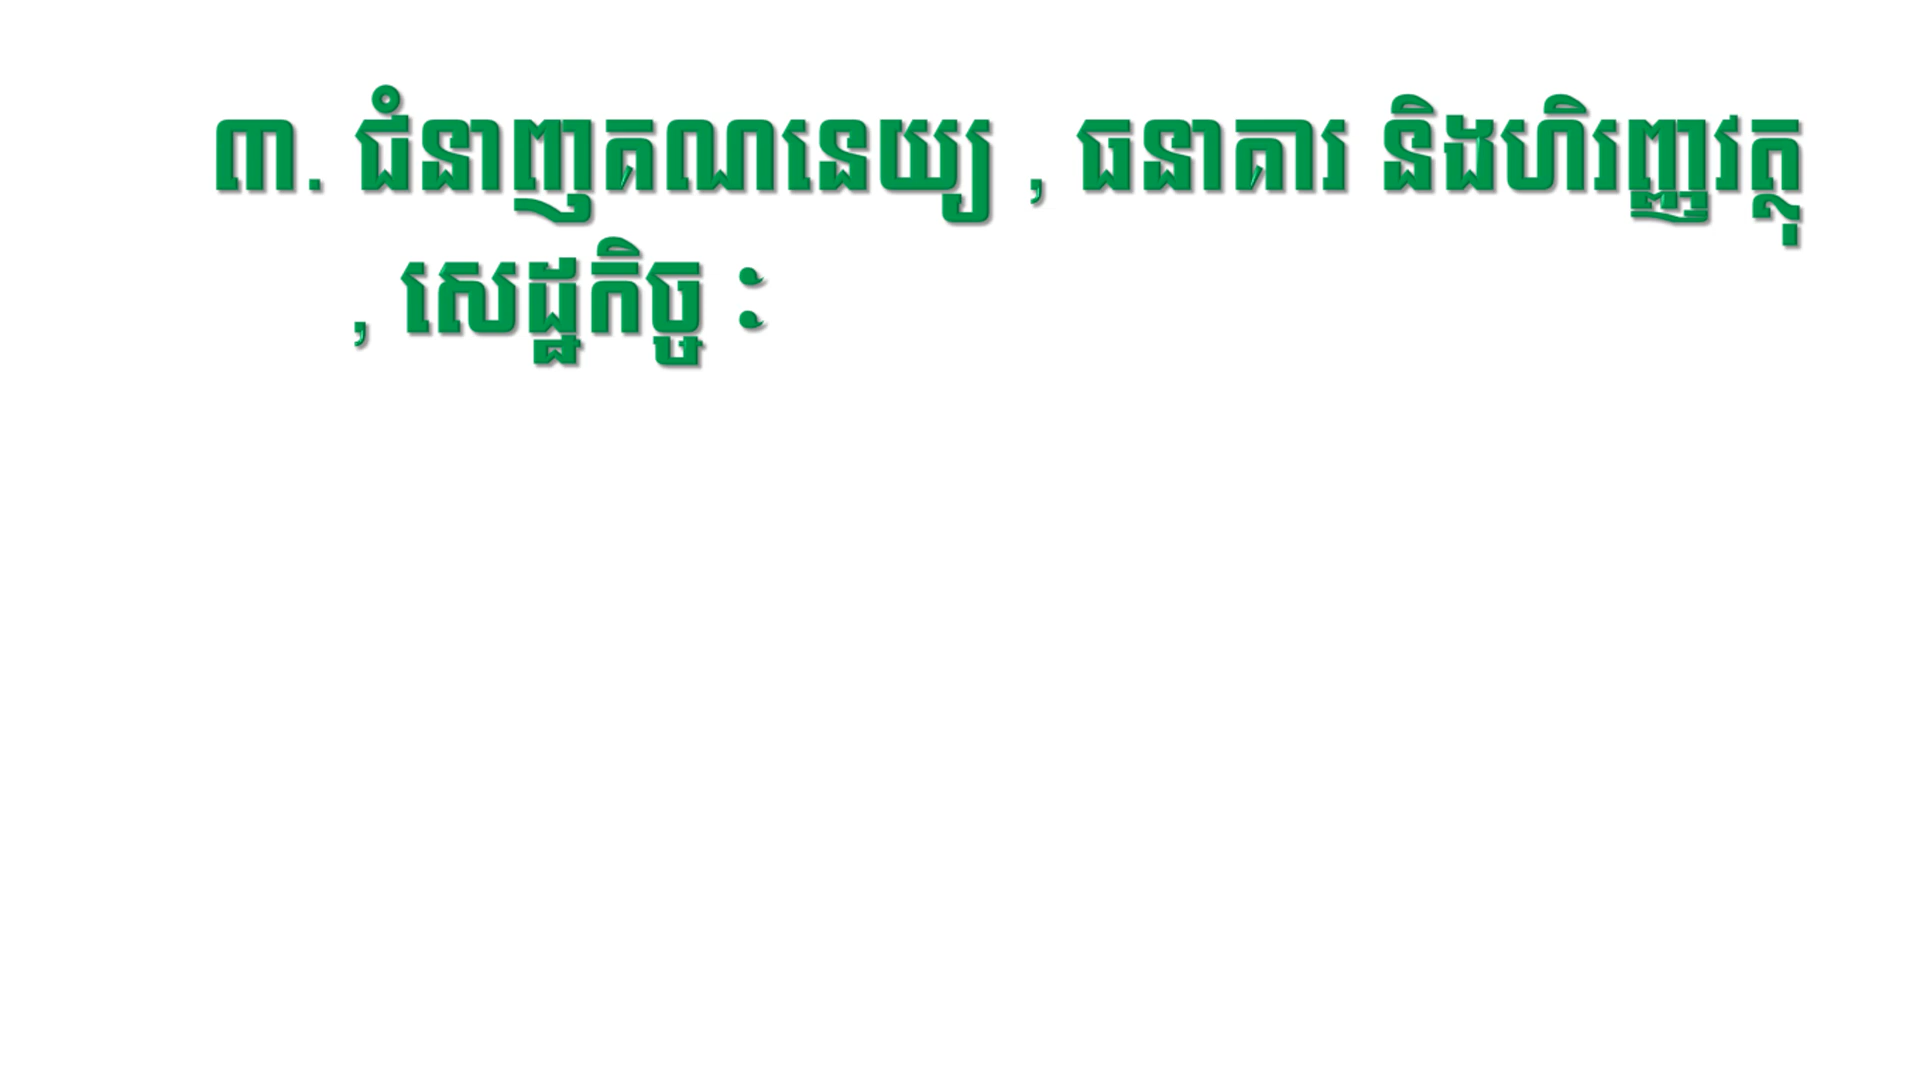 ៣. ជំនាញគណនេយ្យ , ធនាគារ និងហិរញ្ញវត្ថុ
, សេដ្ឋកិច្ច ៖